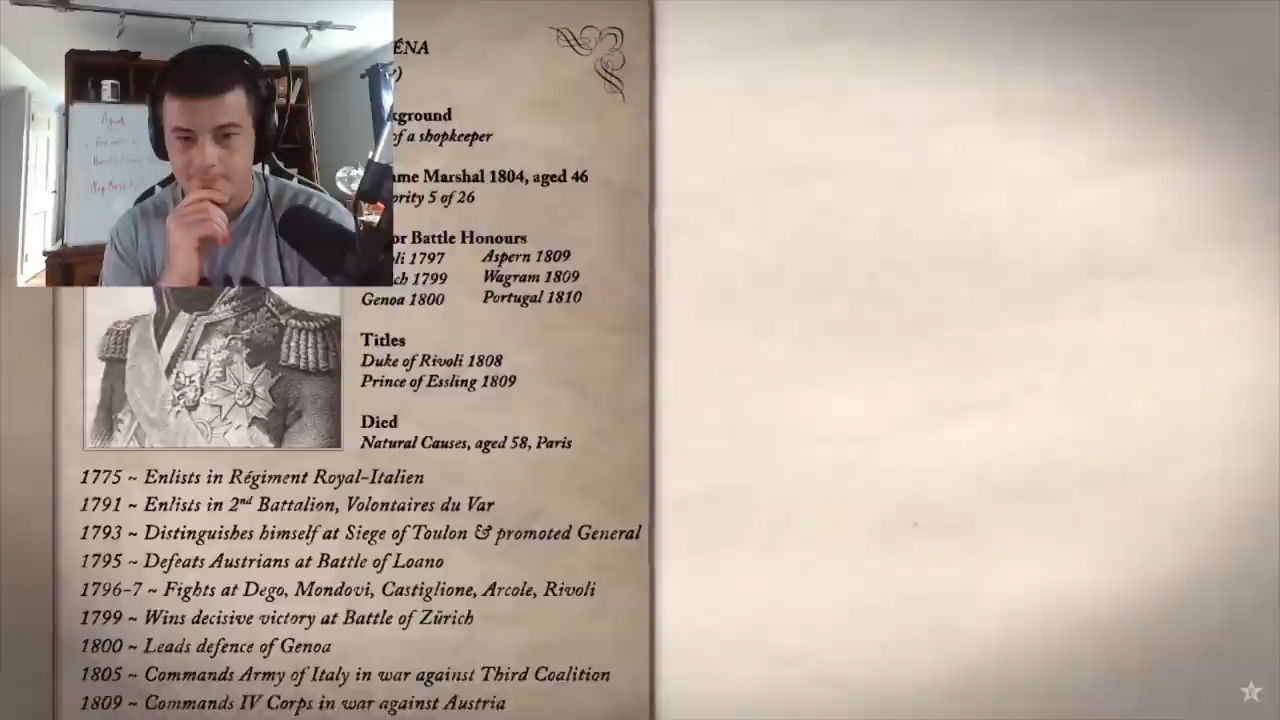 ÉNA
of a shopkeeper
Marshal 1804, aged 46
5 of 26
Battle Honours
Aspern 1809
1799 Wagram 1809
Genoa 1800 Portugal 1810
Titles
Duke of Rivoli 1808
Prince of Essling 1809
Died
Natural Causes, aged 58, Paris
1775 ~ Enlists in Régiment Royal-Italien
1791 ~ Enlists in 2nd Battalion, Volontaires du Var
1793 ~ Distinguishes himself at Siege of Toulon & promoted General
1795 ~ Defeats Austrians at Battle of Loano
1796-7 ~ Fights at Dego, Mondovi, Castiglione, Arcole, Rivoli
1799 ~ Wins decisive victory at Battle of Zürich
1800 ~ Leads defence of Genoa
1805 ~ Commands Army of Italy in war against Third Coalition
1809 ~ Commands IV Corps in war against Austria